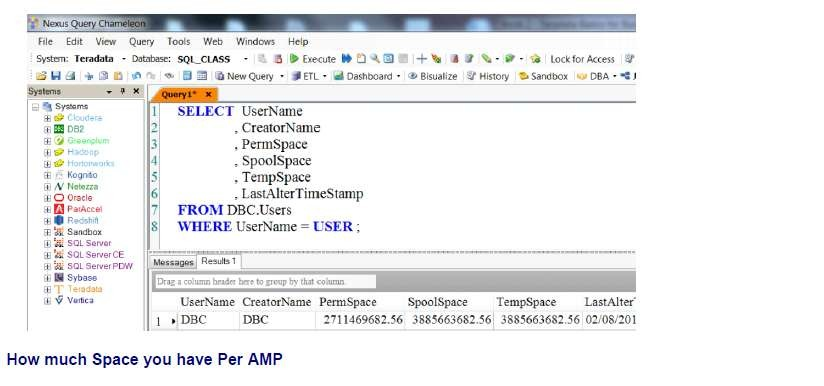 Nexus Query Chameleon
File Edit View Query Tools Web Windows Help
System: Teradata Database: SQL_CLASS Execute Lock for Access
New Query ETL Dashboard Bisualize History Sandbox DBA
Systems
Query1*
Systems
Cloudera
DB2
Greenplum
Hadoop
Hortonworks
Kognitio
Netezza
Oracle
ParAccel
Redshift
Sandbox
SQL Server
SQL Server CE
SQL Server PDW
Sybase
Teradata
Vertica
1 SELECT UserName
2 , CreatorName
3 , PermSpace
4 , SpoolSpace
5 , TempSpace
6 , LastAlterTimeStamp
7 FROM DBC.Users
8 WHERE UserName = USER ;
Messages Results 1
Drag a column header here to group by that column.
UserName CreatorName PermSpace SpoolSpace TempSpace LastAlterT
1 DBC DBC 2711469682.56 3885663682.56 3885663682.56 02/08/201
How much Space you have Per AMP